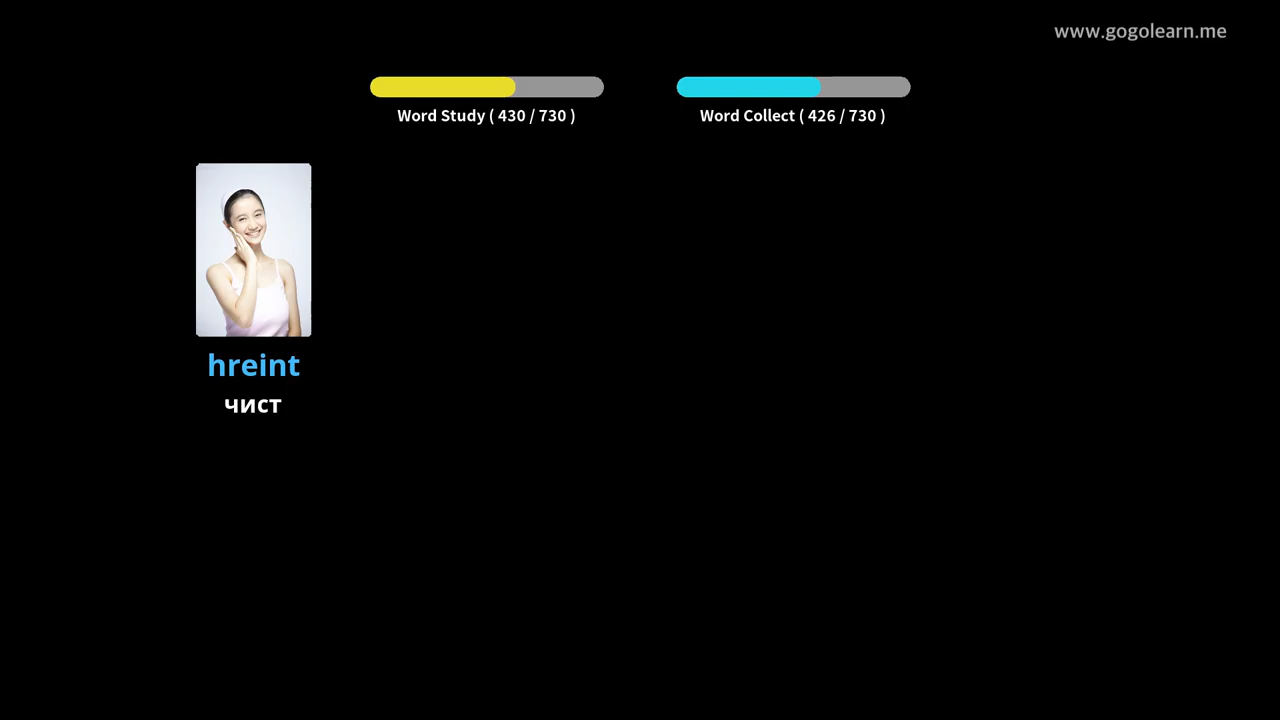 www.gogolearn.me
Word Study ( 430 / 730 )
Word Collect ( 426 / 730 )
hreint
чист